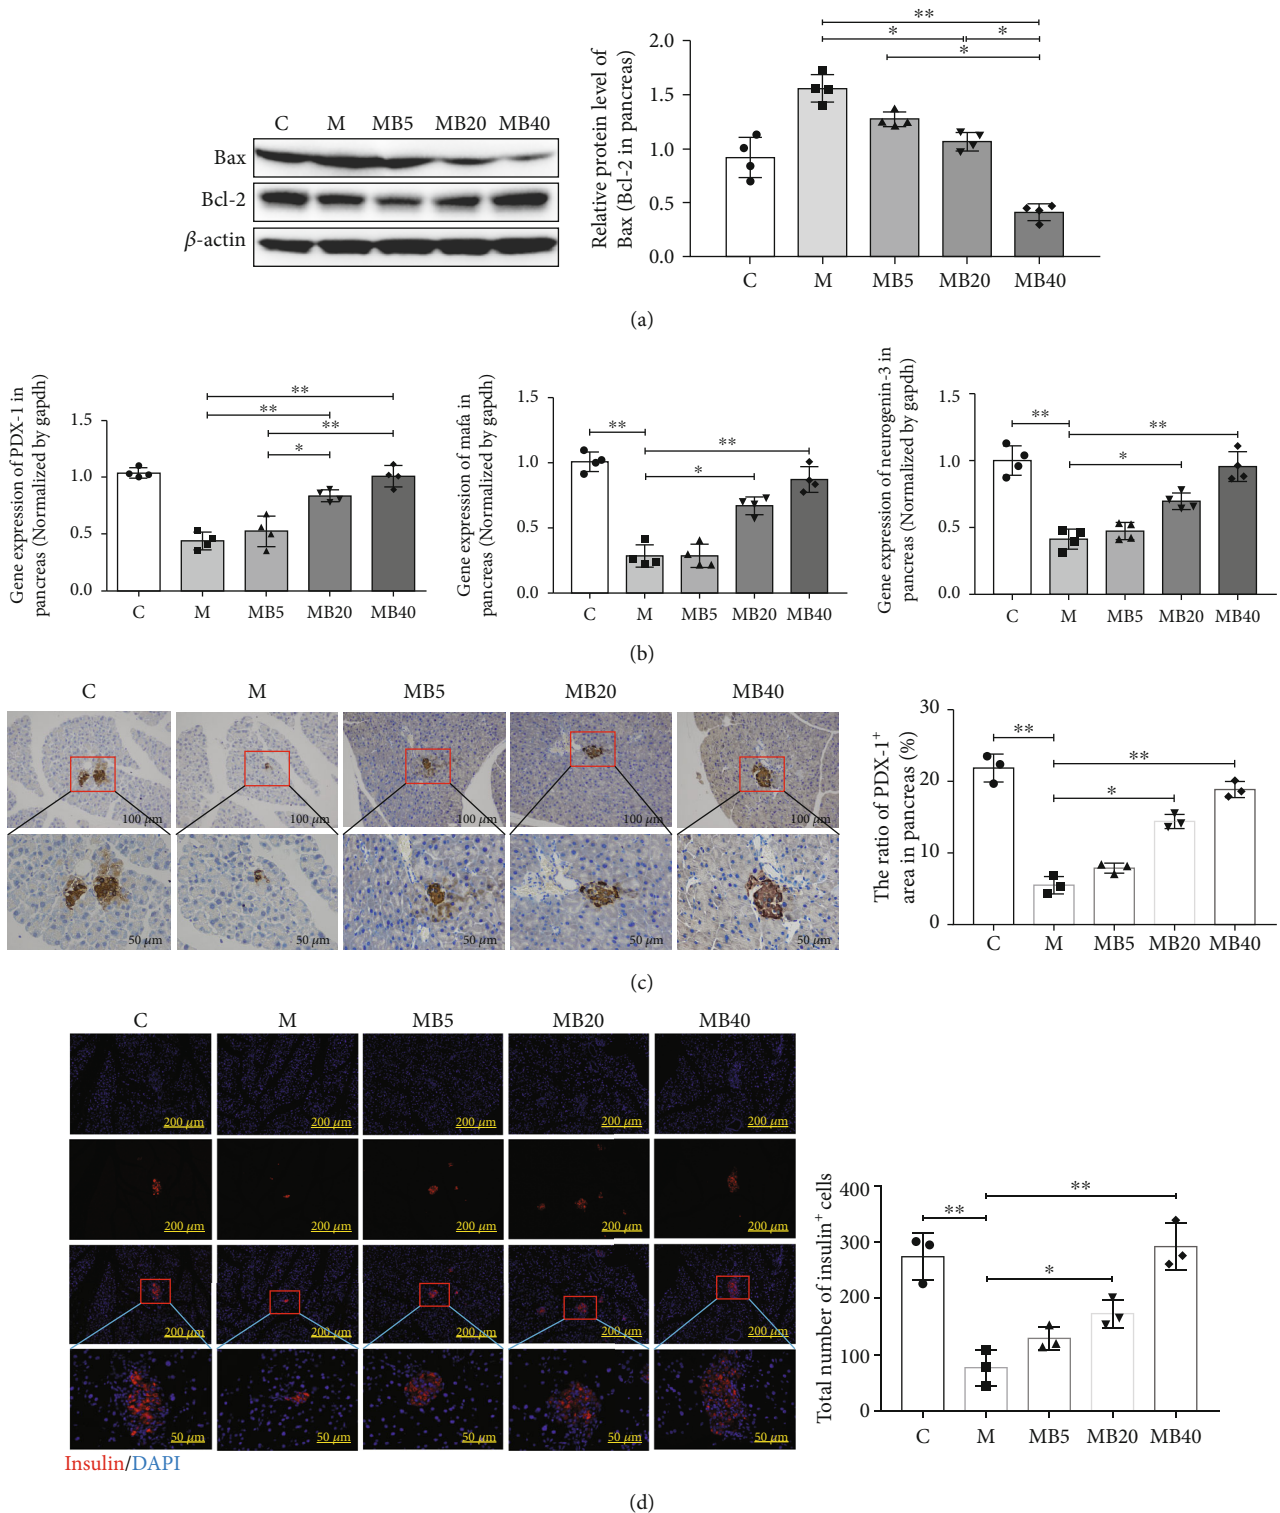 C M MB5 MB20 MB40
Bax
Bcl-2
β-actin
Relative protein level of
Bax (Bcl-2 in pancreas)
2.0
1.5
1.0
0.5
0.0
**
* *
*
C M MB5 MB20 MB40
(a)
Gene expression of PDX-1 in
pancreas (Normalized by gapdh)
1.5
1.0
0.5
0.0
**
**
**
*
C M MB5 MB20 MB40
Gene expression of mafa in
pancreas (Normalized by gapdh)
1.5
1.0
0.5
0.0
**
**
*
C M MB5 MB20 MB40
Gene expression of neurogenin-3 in
pancreas (Normalized by gapdh)
1.5
1.0
0.5
0.0
**
**
*
C M MB5 MB20 MB40
(b)
C M MB5 MB20 MB40
100 μm 100 μm 100 μm 100 μm 100 μm
50 μm 50 μm 50 μm 50 μm 50 μm
The ratio of PDX-1+
area in pancreas (%)
30
20
10
0
**
**
*
C M MB5 MB20 MB40
(c)
C M MB5 MB20 MB40
200 μm 200 μm 200 μm 200 μm 200 μm
200 μm 200 μm 200 μm 200 μm 200 μm
200 μm 200 μm 200 μm 200 μm 200 μm
50 μm 50 μm 50 μm 50 μm 50 μm
Insulin/DAPI
Total number of insulin+ cells
400
300
200
100
0
**
**
*
C M MB5 MB20 MB40
(d)